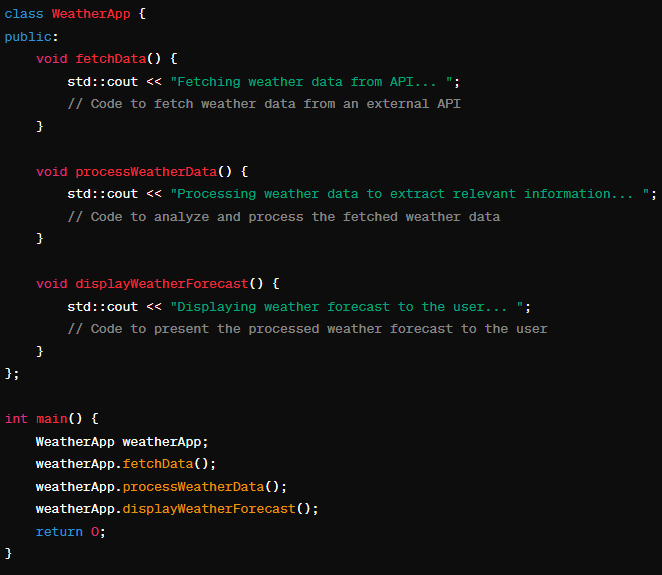 class WeatherApp {
public:
    void fetchData() {
        std::cout << "Fetching weather data from API... ";
        // Code to fetch weather data from an external API
    }

    void processWeatherData() {
        std::cout << "Processing weather data to extract relevant information... ";
        // Code to analyze and process the fetched weather data
    }

    void displayWeatherForecast() {
        std::cout << "Displaying weather forecast to the user... ";
        // Code to present the processed weather forecast to the user
    }
};

int main() {
    WeatherApp weatherApp;
    weatherApp.fetchData();
    weatherApp.processWeatherData();
    weatherApp.displayWeatherForecast();
    return 0;
}